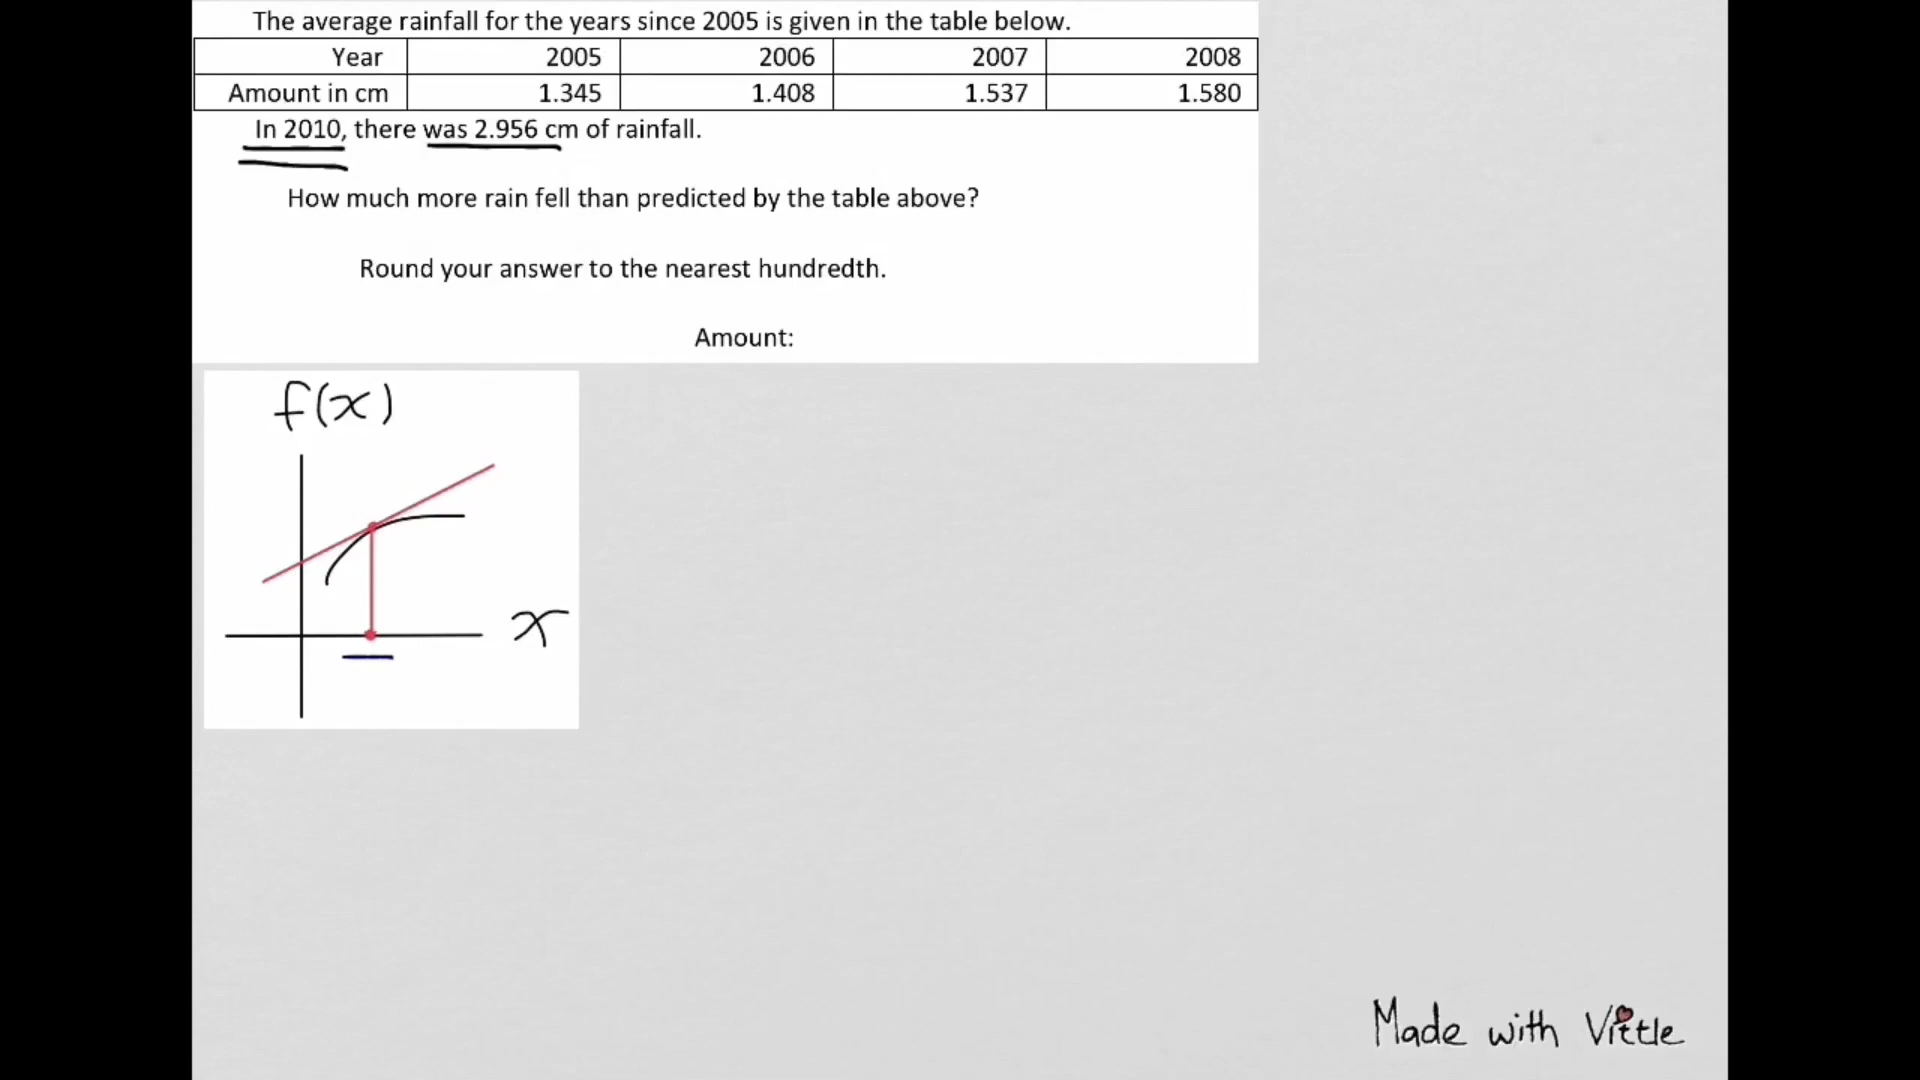 The average rainfall for the years since 2005 is given in the table below.
Year 2005 2006 2007 2008
Amount in cm 1.345 1.408 1.537 1.580
In 2010, there was 2.956 cm of rainfall.
How much more rain fell than predicted by the table above?
Round your answer to the nearest hundredth.
Amount:
f(x)
x
Made with Vittle